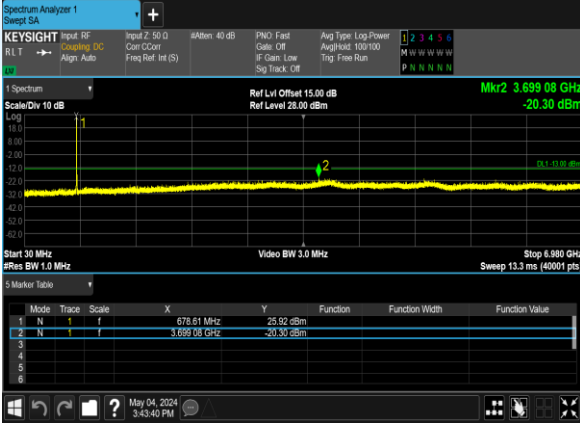 Spectrum Analyzer 1
Swept SA
+
KEYSIGHT Input: RF Input Z: 50 Ω #Atten: 40 dB PNO: Fast Avg Type: Log-Power 1 2 3 4 5 6
RLT Coupling: DC Corr CCorr Gate: Off Avg|Hold: 100/100 M W W W W W
Align: Auto Freq Ref: Int (S) IF Gain: Low Trig: Free Run
Sig Track: Off P N N N N N
1 Spectrum
Ref Lvl Offset 15.00 dB Mkr2 3.699 08 GHz
Scale/Div 10 dB Ref Level 28.00 dBm -20.30 dBm
Log
18.0
8.00
-2.00
-12.0
-22.0
-32.0
-42.0
-52.0
-62.0
1
2
DL1 -13.00 dBm
Start 30 MHz Video BW 3.0 MHz Stop 6.980 GHz
#Res BW 1.0 MHz Sweep 13.3 ms (40001 pts
5 Marker Table
Mode Trace Scale X Y Function Function Width Function Value
1 N 1 f 678.61 MHz 25.92 dBm
2 N 1 f 3.699 08 GHz -20.30 dBm
3
4
5
6
?
May 04, 2024
3:43:40 PM